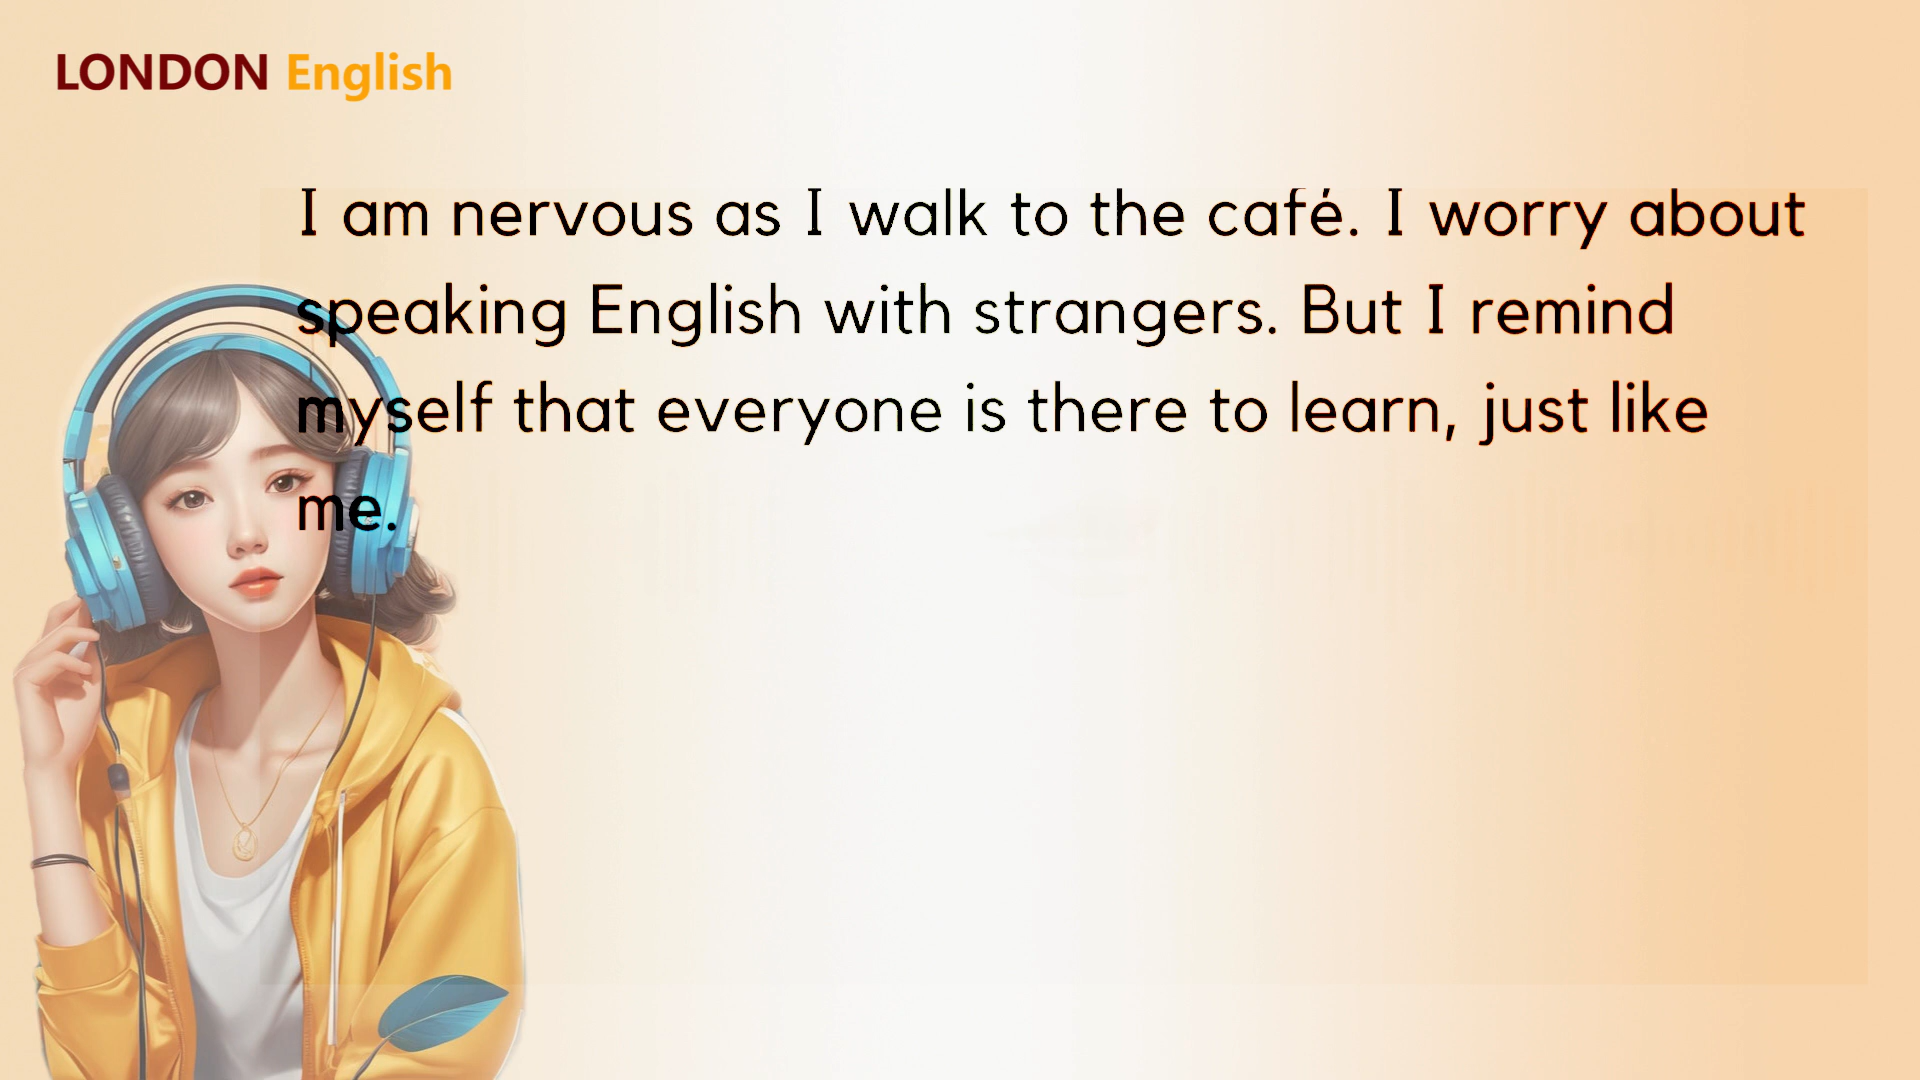 LONDON English
I am nervous as I walk to the café. I worry about
speaking English with strangers. But I remind
myself that everyone is there to learn, just like
me.